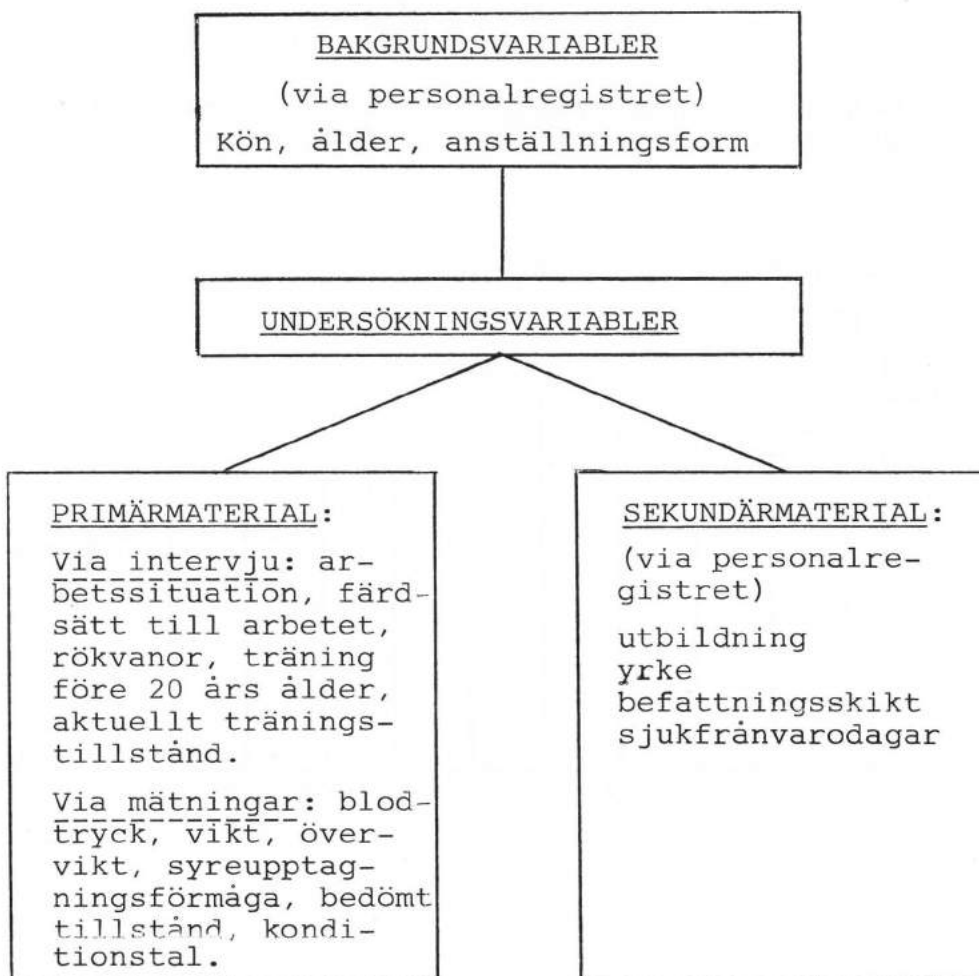 BAKGRUNDSVARIABLER
(via personalregistret)
Kön, ålder, anställningsform
UNDERSÖKNINGSVARIABLER
PRIMÄRMATERIAL:
Via intervju: ar-
betssituation, färd-
sätt till arbetet,
rökvanor, träning
före 20 års ålder,
aktuellt tränings-
tillstånd.
Via mätningar: blod-
tryck, vikt, över-
vikt, syreupptag-
ningsförmåga, bedömt
tillstånd, kondi-
tionstal.
SEKUNDÄRMATERIAL:
(via personalre-
gistret)
utbildning
yrke
befattningsskikt
sjukfrånvarodagar